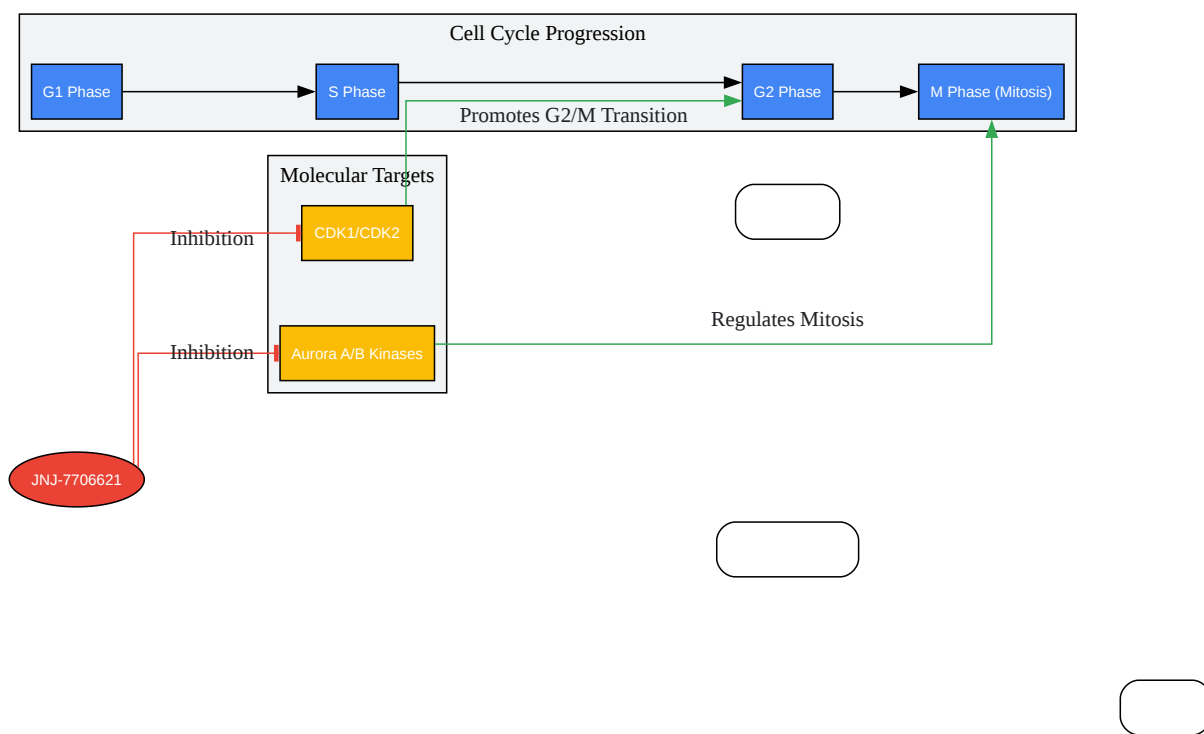 Cell Cycle Progression
G1 Phase
S Phase
G2 Phase
M Phase (Mitosis)
Promotes G2/M Transition
Molecular Targets
CDK1/CDK2
Inhibition
Regulates Mitosis
Inhibition
Aurora A/B Kinases
JNJ-7706621